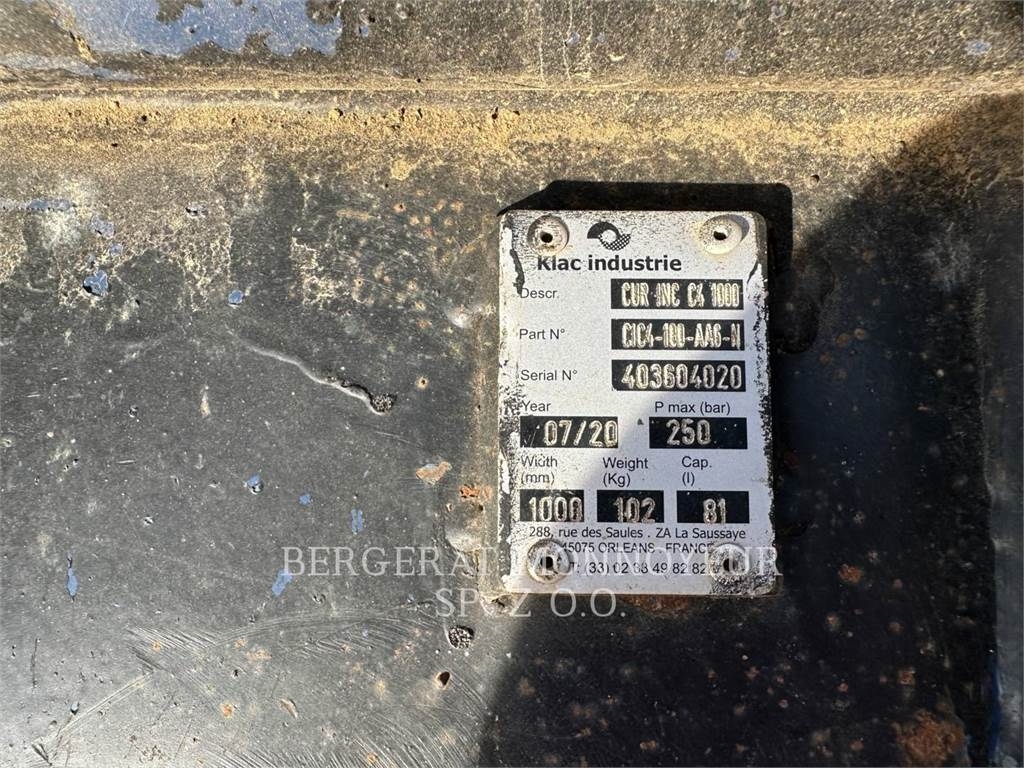 Klac industrie
Descr. CUR INC C4 1000
Part N° CIC4-100-AA6-N
Serial N° 403604020
Year P max (bar)
07/20 250
Width Weight Cap.
(mm) (Kg) (l)
1000 102 81
288, rue des Saules . ZA La Saussaye
45075 ORLEANS - FRANCE
T: (33) 02 38 49 82 82
BERGERAT MONNOYEUR
SP. Z O.O.